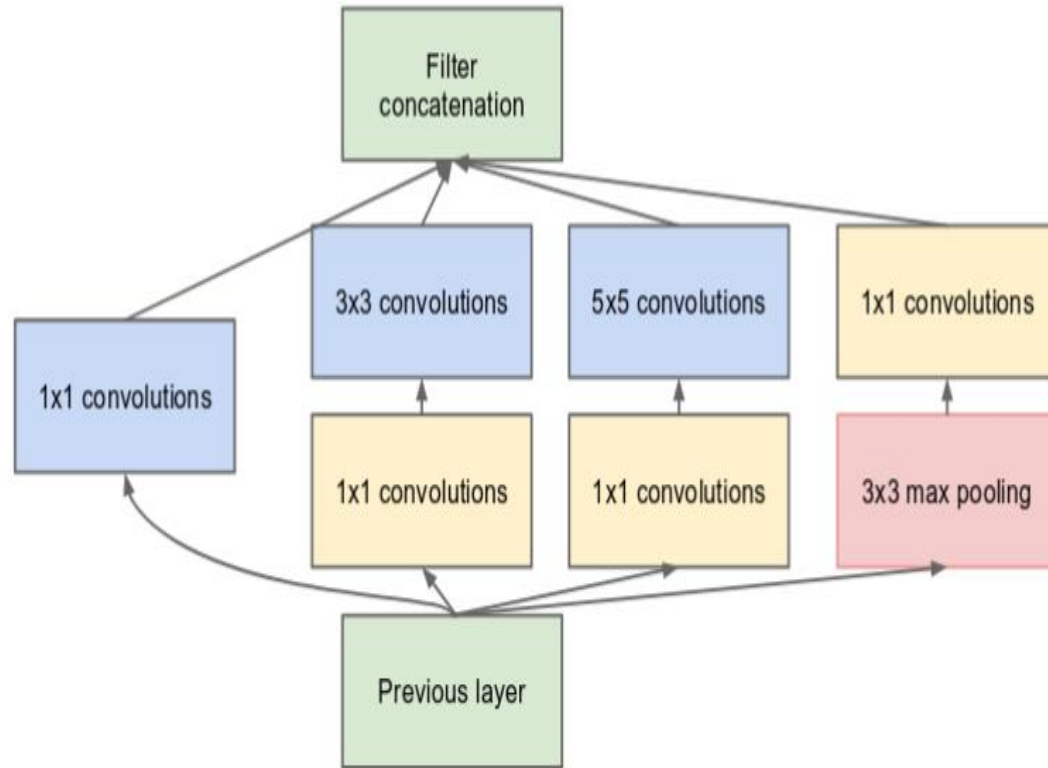 Filter
concatenation
3x3 convolutions
5x5 convolutions
1x1 convolutions
1x1 convolutions
1x1 convolutions
1x1 convolutions
3x3 max pooling
Previous layer